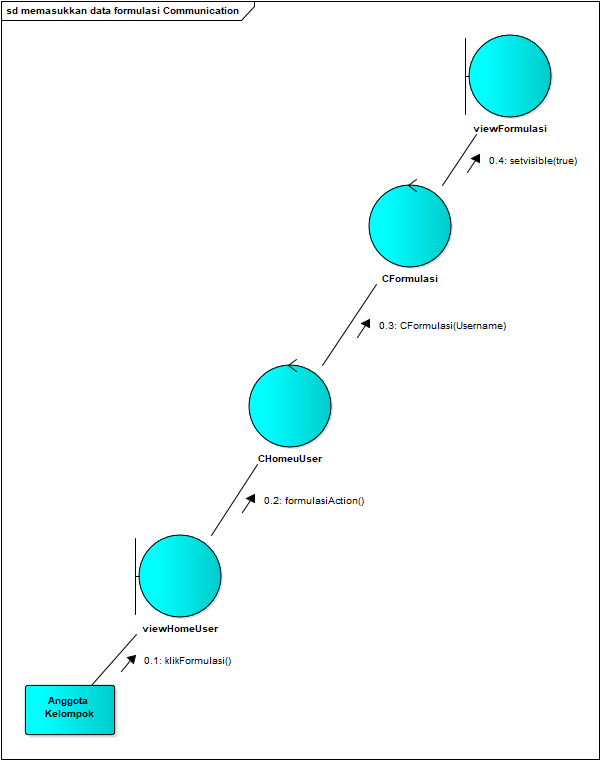 sd memasukkan data formulasi Communication
viewFormulasi
0.4: setvisible(true)
CFormulasi
0.3: CFormulasi(Username)
CHomeuUser
0.2: formulasiAction()
viewHomeUser
0.1: klikFormulasi()
Anggota
Kelompok